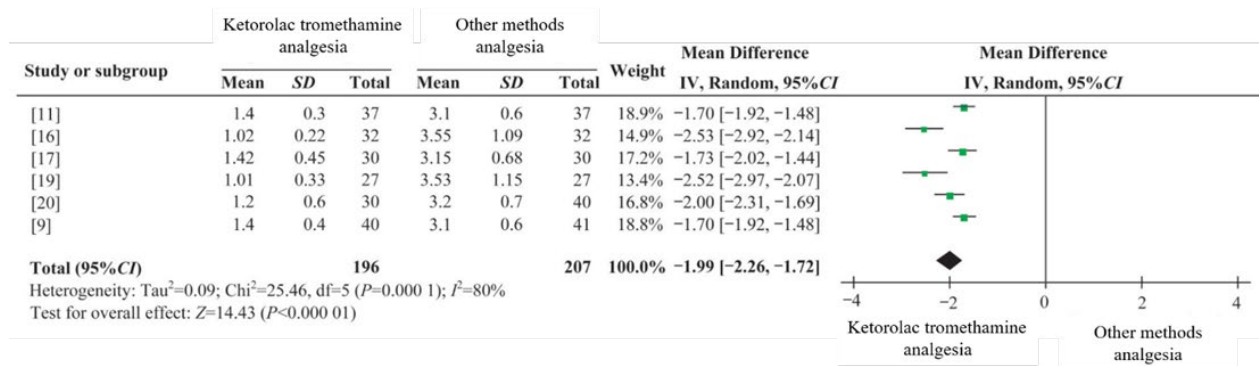 Ketorolac tromethamine analgesia Other methods analgesia
Study or subgroup Mean SD Total Mean SD Total Weight Mean Difference IV, Random, 95%CI Mean Difference IV, Random, 95%CI
[11] 1.4 0.3 37 3.1 0.6 37 18.9% −1.70 [−1.92, −1.48]
[16] 1.02 0.22 32 3.55 1.09 32 14.9% −2.53 [−2.92, −2.14]
[17] 1.42 0.45 30 3.15 0.68 30 17.2% −1.73 [−2.02, −1.44]
[19] 1.01 0.33 27 3.53 1.15 27 13.4% −2.52 [−2.97, −2.07]
[20] 1.2 0.6 30 3.2 0.7 40 16.8% −2.00 [−2.31, −1.69]
[9] 1.4 0.4 40 3.1 0.6 41 18.8% −1.70 [−1.92, −1.48]
Total (95%CI) 196 207 100.0% −1.99 [−2.26, −1.72]
Heterogeneity: Tau²=0.09; Chi²=25.46, df=5 (P=0.000 1); I²=80%
Test for overall effect: Z=14.43 (P<0.000 01)
−4 −2 0 2 4
Ketorolac tromethamine analgesia Other methods analgesia